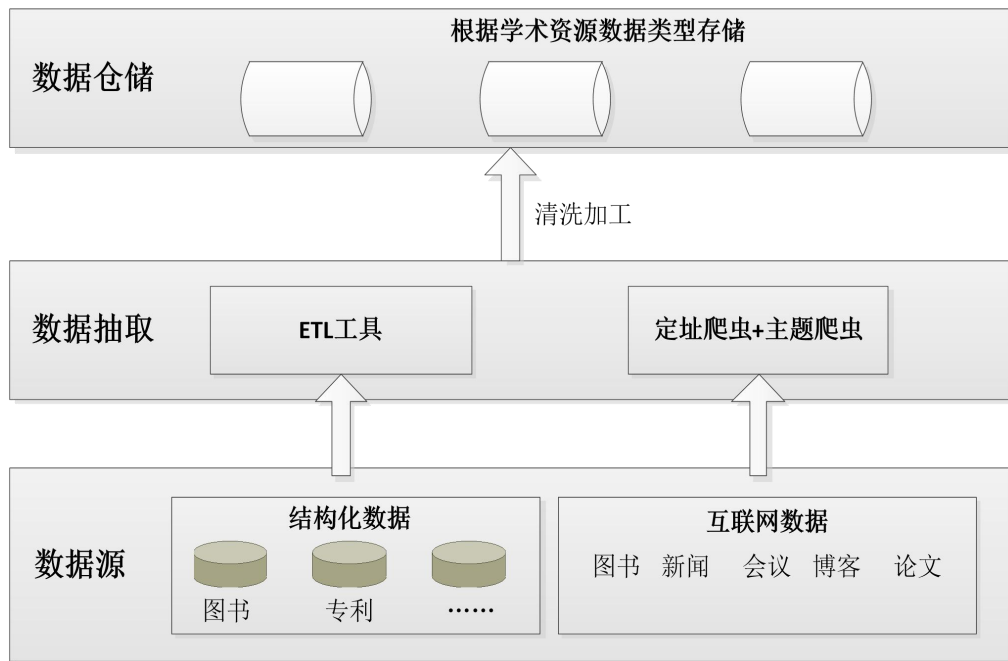 根据学术资源数据类型存储
数据仓储
清洗加工
数据抽取
ETL工具
定址爬虫+主题爬虫
数据源
结构化数据
图书 专利 ……
互联网数据
图书 新闻 会议 博客 论文